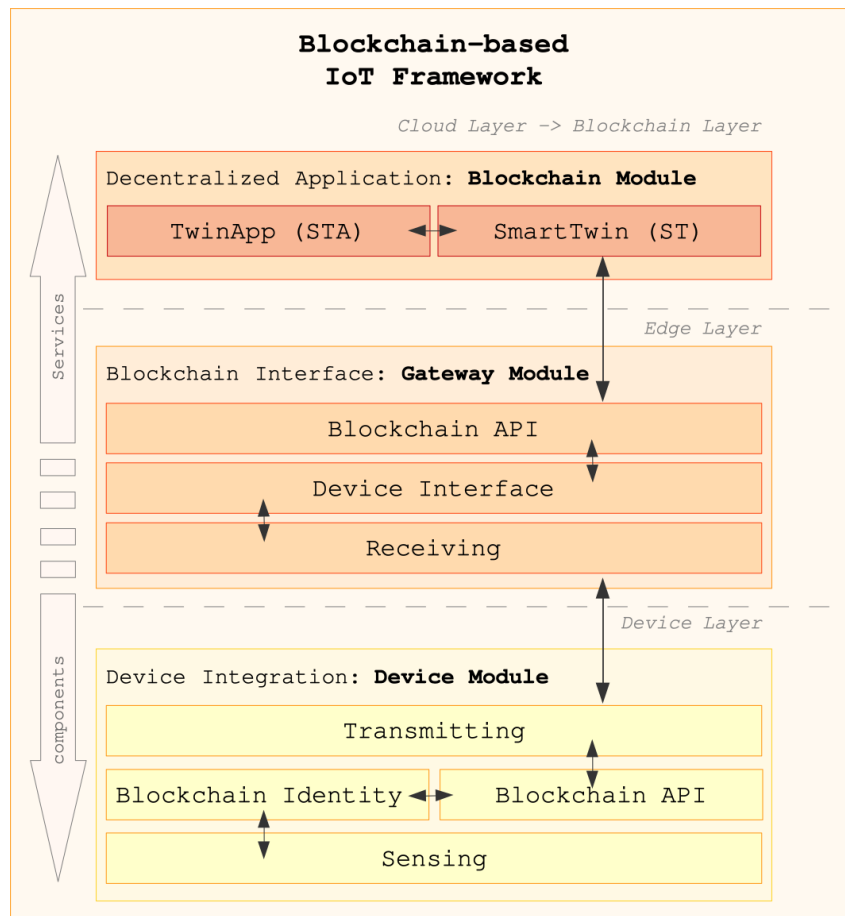 Blockchain-based
IoT Framework
Cloud Layer -> Blockchain Layer
Decentralized Application: Blockchain Module
TwinApp (STA)
SmartTwin (ST)
Services
Edge Layer
Blockchain Interface: Gateway Module
Blockchain API
Device Interface
Receiving
components
Device Layer
Device Integration: Device Module
Transmitting
Blockchain Identity
Blockchain API
Sensing